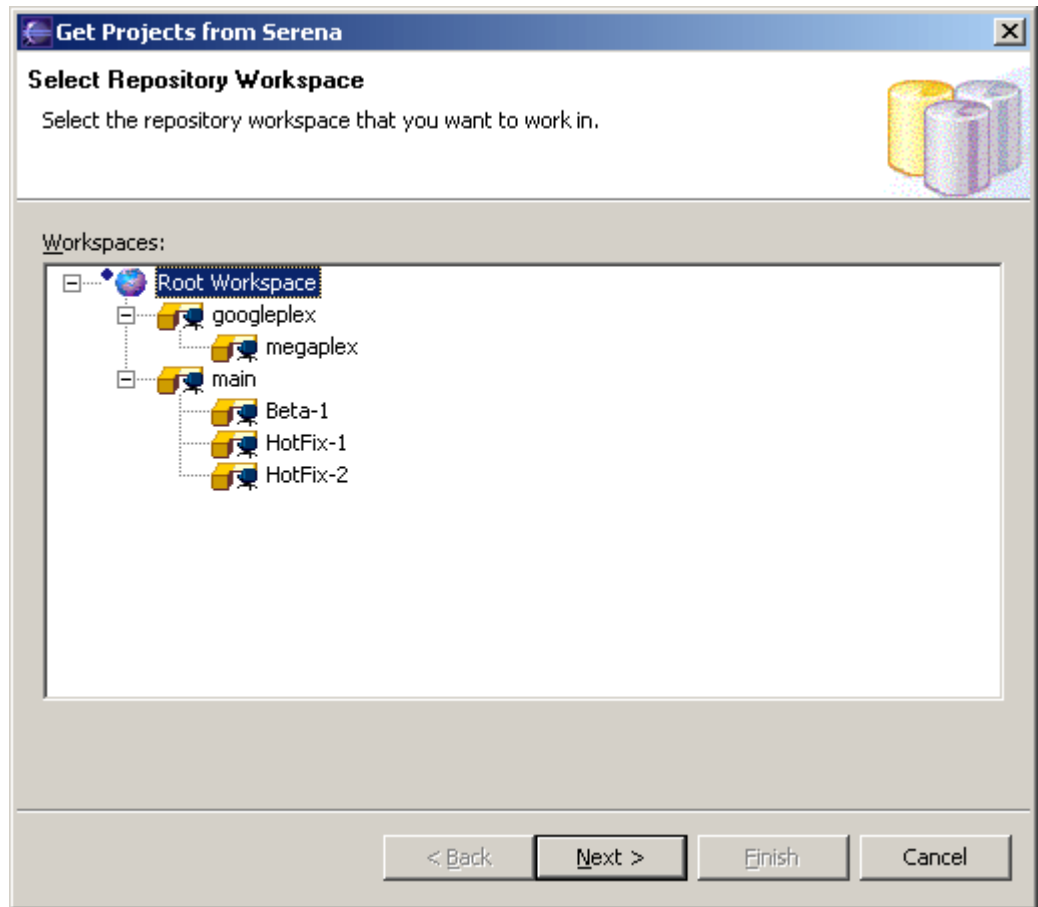 Get Projects from Serena
Select Repository Workspace
Select the repository workspace that you want to work in.
Workspaces:
Root Workspace
googleplex
megaplex
main
Beta-1
HotFix-1
HotFix-2
< Back Next > Finish Cancel